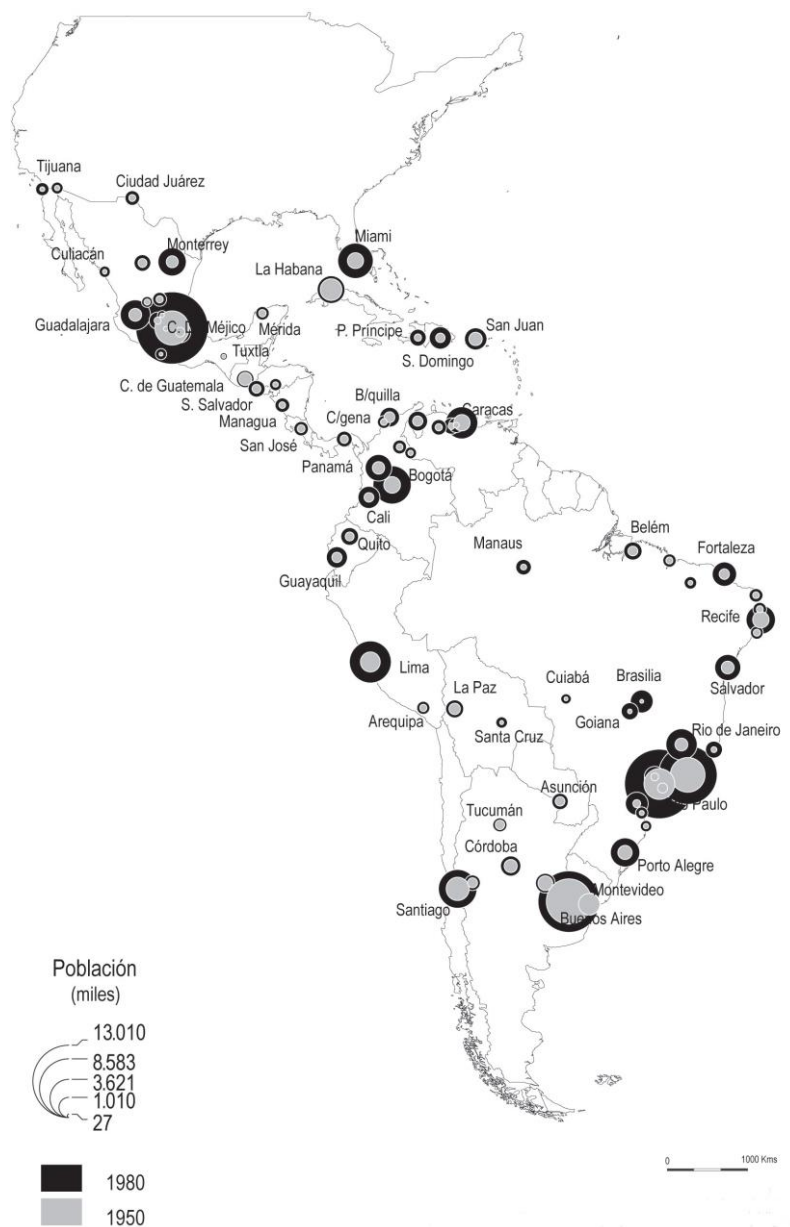 Tijuana
Ciudad Juárez
Culiacán
Monterrey
Miami
La Habana
Guadalajara
C. De Méjico
Mérida
P. Príncipe
San Juan
S. Domingo
Tuxtla
C. de Guatemala
S. Salvador
B/quilla
Caracas
Managua
C/gena
San José
Panamá
Bogotá
Cali
Quito
Manaus
Belém
Fortaleza
Guayaquil
Recife
Lima
La Paz
Cuiabá
Brasilia
Salvador
Arequipa
Santa Cruz
Goiana
Rio de Janeiro
Asunción
Paulo
Tucumán
Córdoba
Porto Alegre
Santiago
Montevideo
Buenos Aires
Población
(miles)
13.010
8.583
3.621
1.010
27
0 1000 Kms
1980
1950